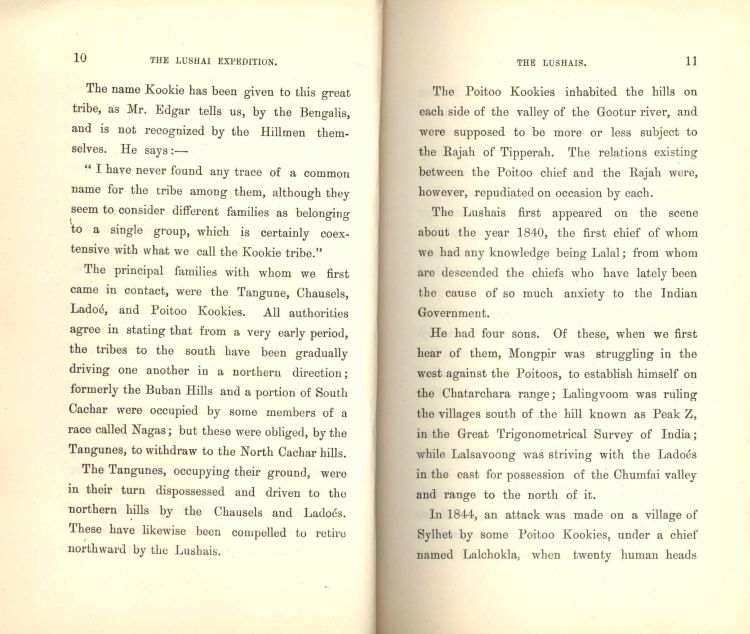 10
THE LUSHAI EXPEDITION.
The name Kookie has been given to this great
tribe, as Mr. Edgar tells us, by the Bengalis,
and is not recognized by the Hillmen them-
selves. He says:—
" I have never found any trace of a common
name for the tribe among them, although they
seem to consider different families as belonging
to a single group, which is certainly coex-
tensive with what we call the Kookie tribe."
The principal families with whom we first
came in contact, were the Tangune, Chausels,
Ladoé, and Poitoo Kookies. All authorities
agree in stating that from a very early period,
the tribes to the south have been gradually
driving one another in a northern direction;
formerly the Buban Hills and a portion of South
Cachar were occupied by some members of a
race called Nagas; but these were obliged, by the
Tangunes, to withdraw to the North Cachar hills.
The Tangunes, occupying their ground, were
in their turn dispossessed and driven to the
northern hills by the Chausels and Ladoés.
These have likewise been compelled to retire
northward by the Lushais.
THE LUSHAIS.
11
The Poitoo Kookies inhabited the hills on
each side of the valley of the Gootur river, and
were supposed to be more or less subject to
the Rajah of Tipperah. The relations existing
between the Poitoo chief and the Rajah were,
however, repudiated on occasion by each.
The Lushais first appeared on the scene
about the year 1840, the first chief of whom
we had any knowledge being Lalal; from whom
are descended the chiefs who have lately been
the cause of so much anxiety to the Indian
Government.
He had four sons. Of these, when we first
hear of them, Mongpir was struggling in the
west against the Poitoos, to establish himself on
the Chatarchara range; Lalingvoom was ruling
the villages south of the hill known as Peak Z,
in the Great Trigonometrical Survey of India;
while Lalsavoong was striving with the Ladoés
in the east for possession of the Chumfai valley
and range to the north of it.
In 1844, an attack was made on a village of
Sylhet by some Poitoo Kookies, under a chief
named Lalchokla, when twenty human heads